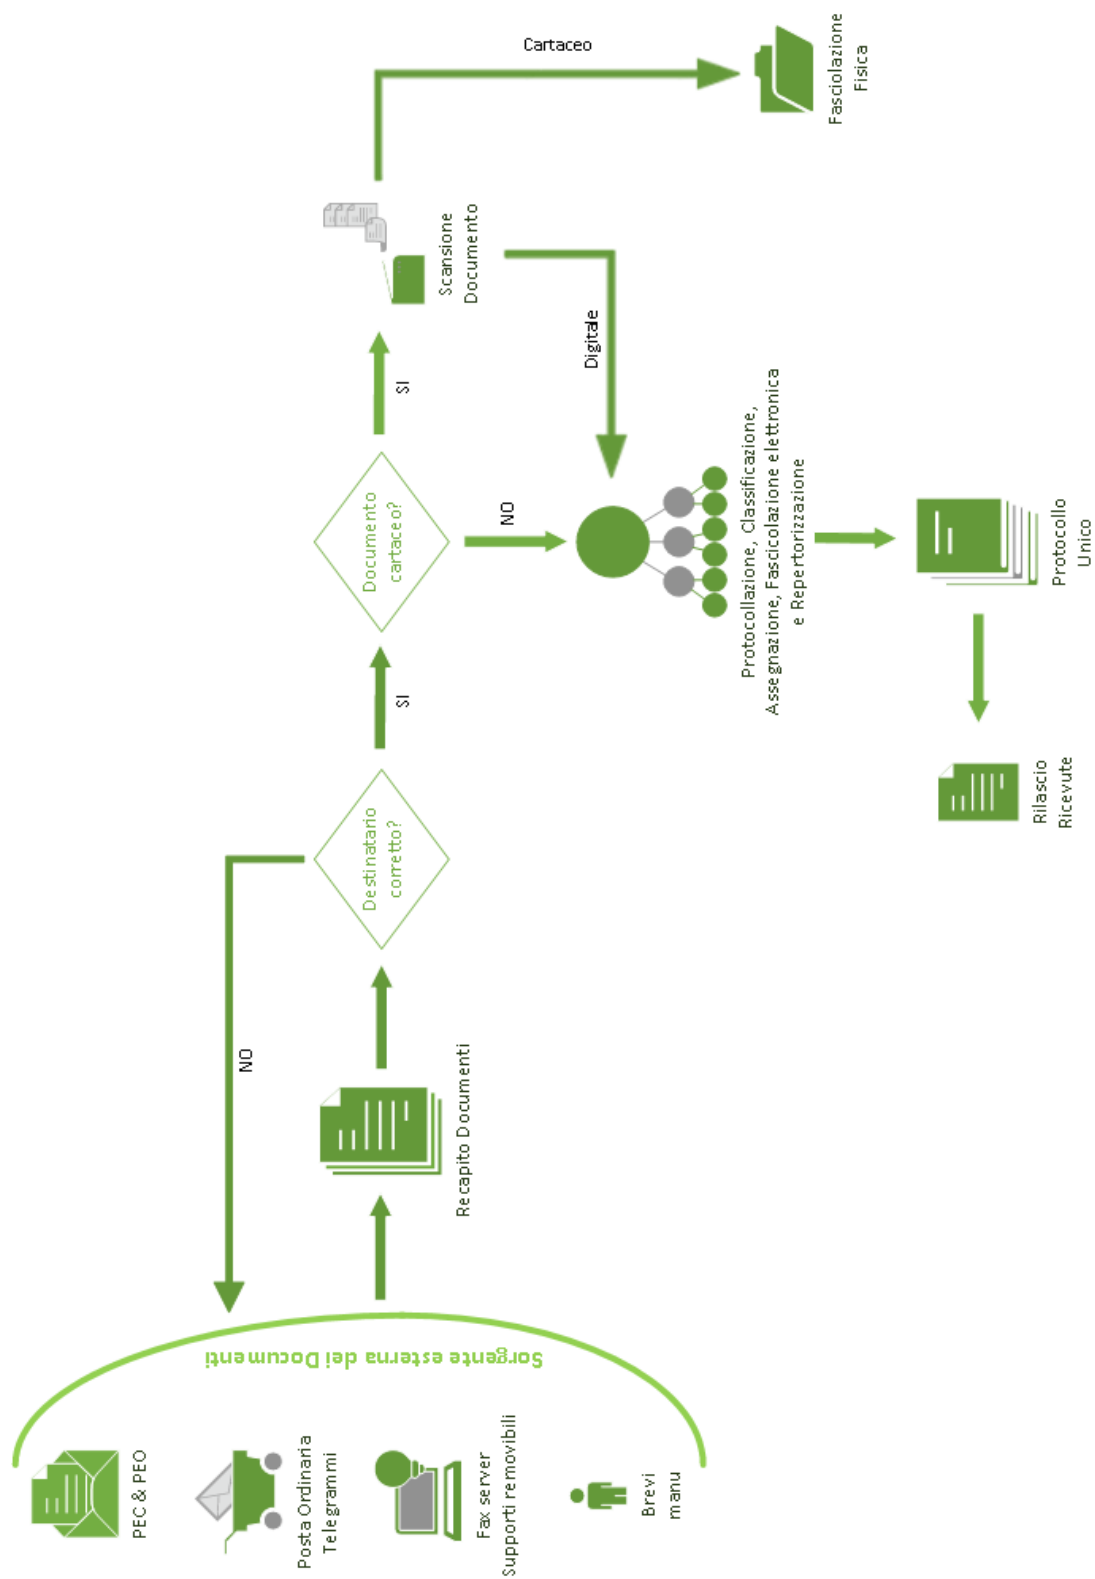 PEC & PEO
Posta Ordinaria
Telegrammi
Fax server
Supporti removibili
Brevi
manu
Sorgente esterna dei Documenti
Recapito Documenti
NO
Destinatario
corretto?
SI
Documento
cartaceo?
SI
NO
Scansione
Documento
Cartaceo
Digitale
Fasciolazione
Fisica
Protocollazione, Classificazione,
Assegnazione, Fascicolazione elettronica
e Repertorizzazione
Protocollo
Unico
Rilascio
Ricevute